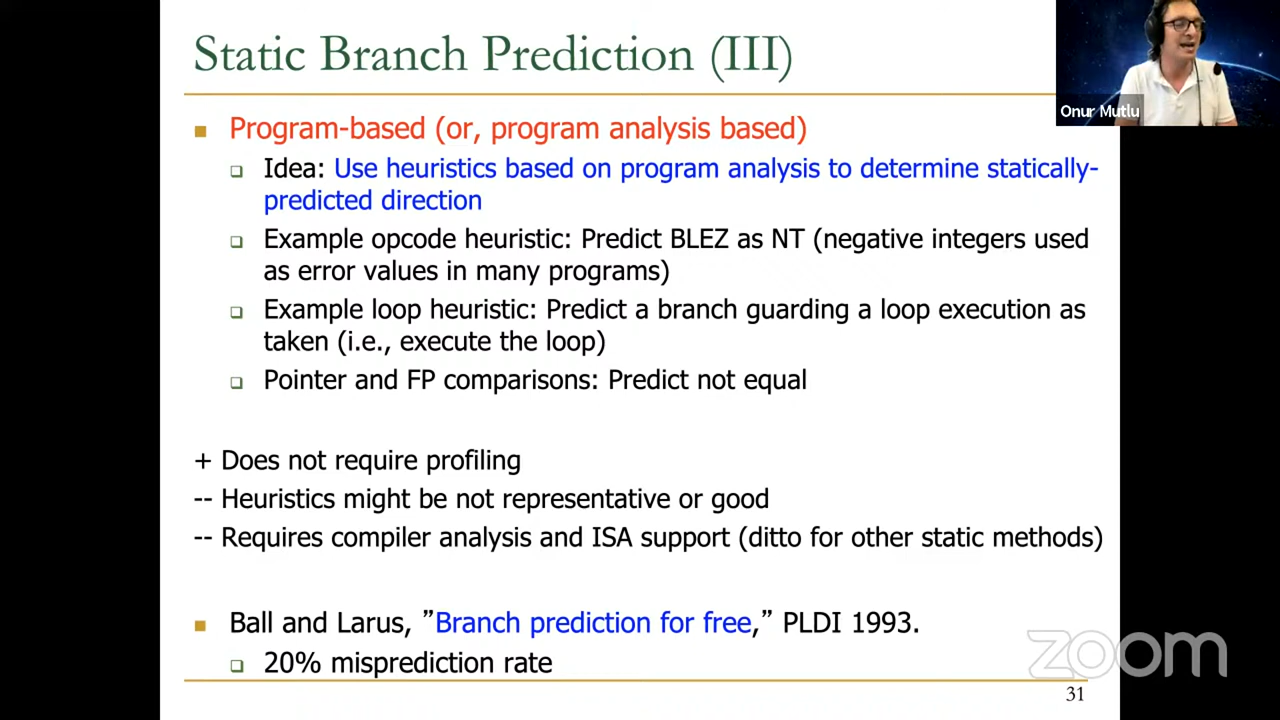 Static Branch Prediction (III)
Onur Mutlu
Program-based (or, program analysis based)
Idea: Use heuristics based on program analysis to determine statically-
predicted direction
Example opcode heuristic: Predict BLEZ as NT (negative integers used
as error values in many programs)
Example loop heuristic: Predict a branch guarding a loop execution as
taken (i.e., execute the loop)
Pointer and FP comparisons: Predict not equal
+ Does not require profiling
-- Heuristics might be not representative or good
-- Requires compiler analysis and ISA support (ditto for other static methods)
Ball and Larus, ”Branch prediction for free,” PLDI 1993.
20% misprediction rate
zoom
31